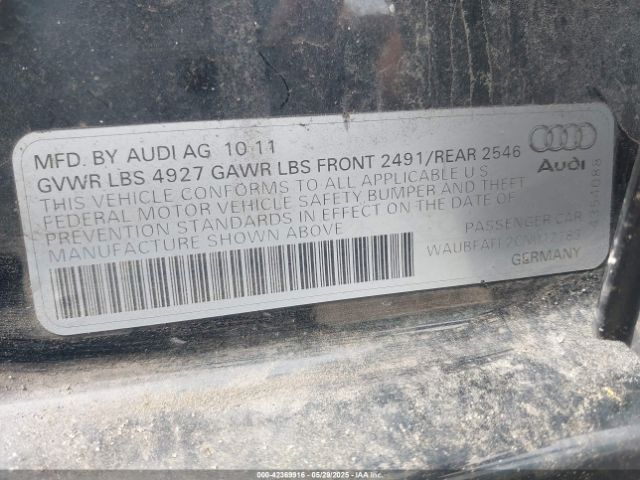 MFD. BY AUDI AG 10 11
GVWR LBS 4927 GAWR LBS FRONT 2491/REAR 2546
THIS VEHICLE CONFORMS TO ALL APPLICABLE U S
FEDERAL MOTOR VEHICLE SAFETY BUMPER AND THEFT
PREVENTION STANDARDS IN EFFECT ON THE DATE OF
MANUFACTURE SHOWN ABOVE
Audi
PASSENGER CAR
GERMANY
000-42369916 - 05/29/2025 - IAA Inc.